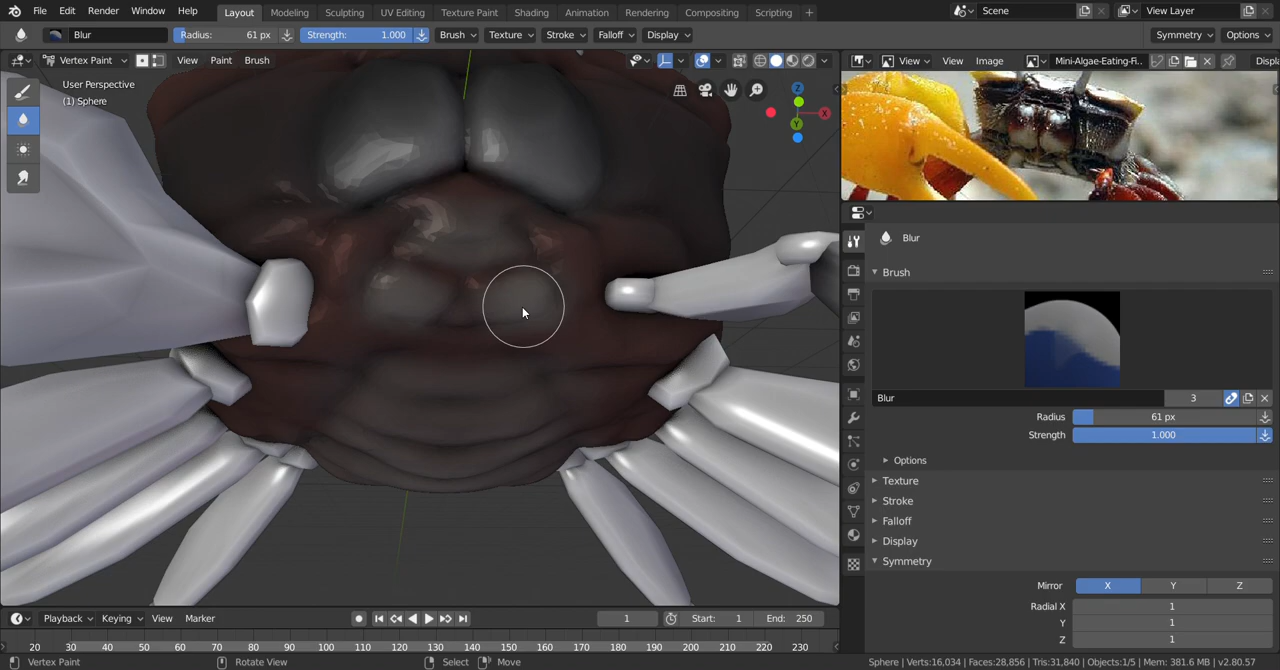 File Edit Render Window Help Layout Modeling Sculpting UV Editing Texture Paint Shading Animation Rendering Compositing Scripting + Scene View Layer
Blur Radius: 61 px Strength: 1.000 Brush Texture Stroke Falloff Display Symmetry Options
Vertex Paint View Paint Brush View View Image Mini-Algae-Eating-Fi.. Displa
User Perspective
(1) Sphere
Z
X
Y
Blur
Brush
Blur 3
Radius 61 px
Strength 1.000
Options
Texture
Stroke
Falloff
Display
Symmetry
Mirror X Y Z
Radial X 1
Y 1
Z 1
Playback Keying View Marker 1 Start: 1 End: 250
20 30 40 50 60 70 80 90 100 110 120 130 140 150 160 170 180 190 200 210 220 230
Vertex Paint Rotate View Select Move Sphere | Verts:16,034 | Faces:28,856 | Tris:31,840 | Objects:1/5 | Mem: 381.6 MB | v2.80.57